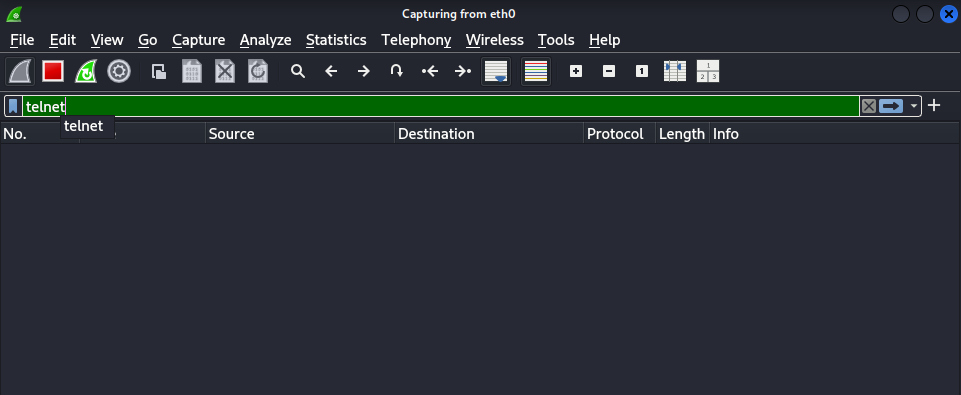 Capturing from eth0
File Edit View Go Capture Analyze Statistics Telephony Wireless Tools Help
telnet
telnet
No. Source Destination Protocol Length Info